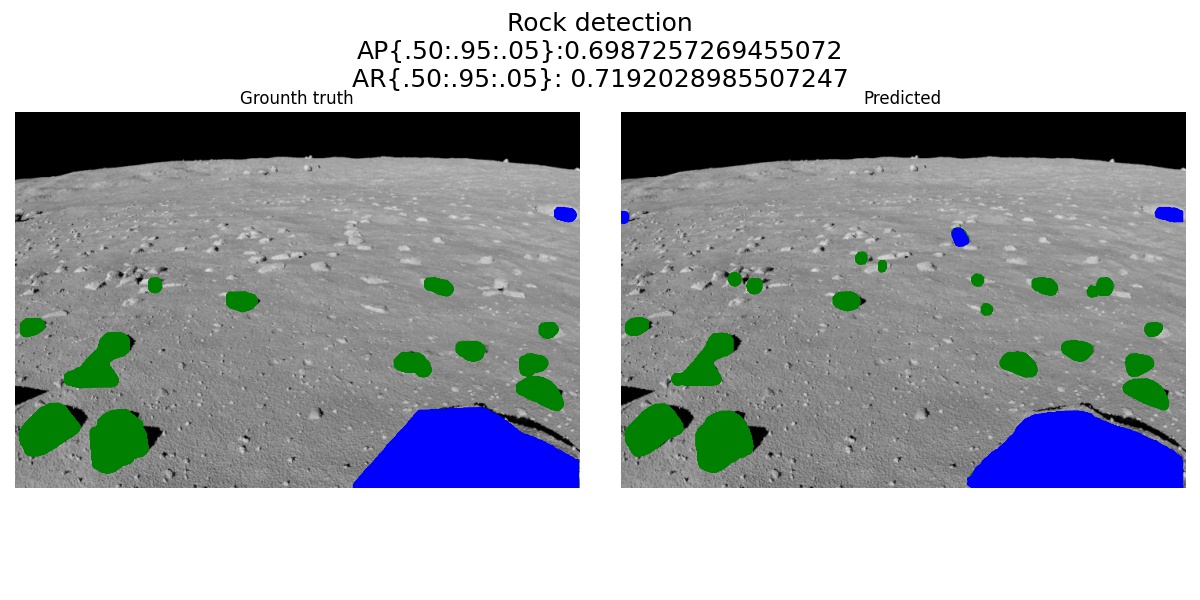 Rock detection
AP{.50:.95:.05}:0.6987257269455072
AR{.50:.95:.05}: 0.7192028985507247
Grounth truth
Predicted